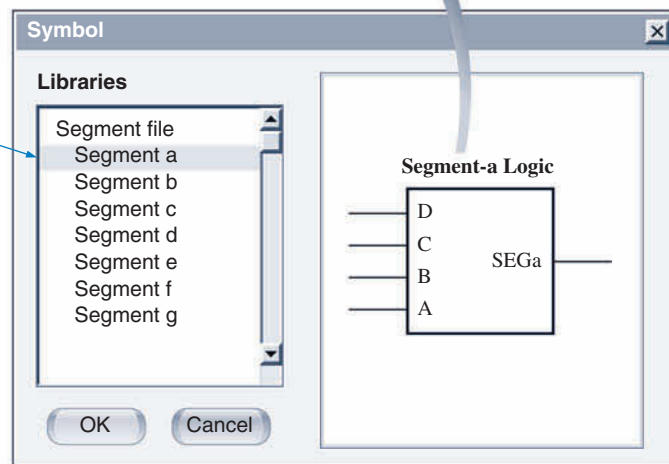 Symbol
Libraries
Segment file
Segment a
Segment b
Segment c
Segment d
Segment e
Segment f
Segment g
OK
Cancel
Segment-a Logic
D
C
B
A
SEGa